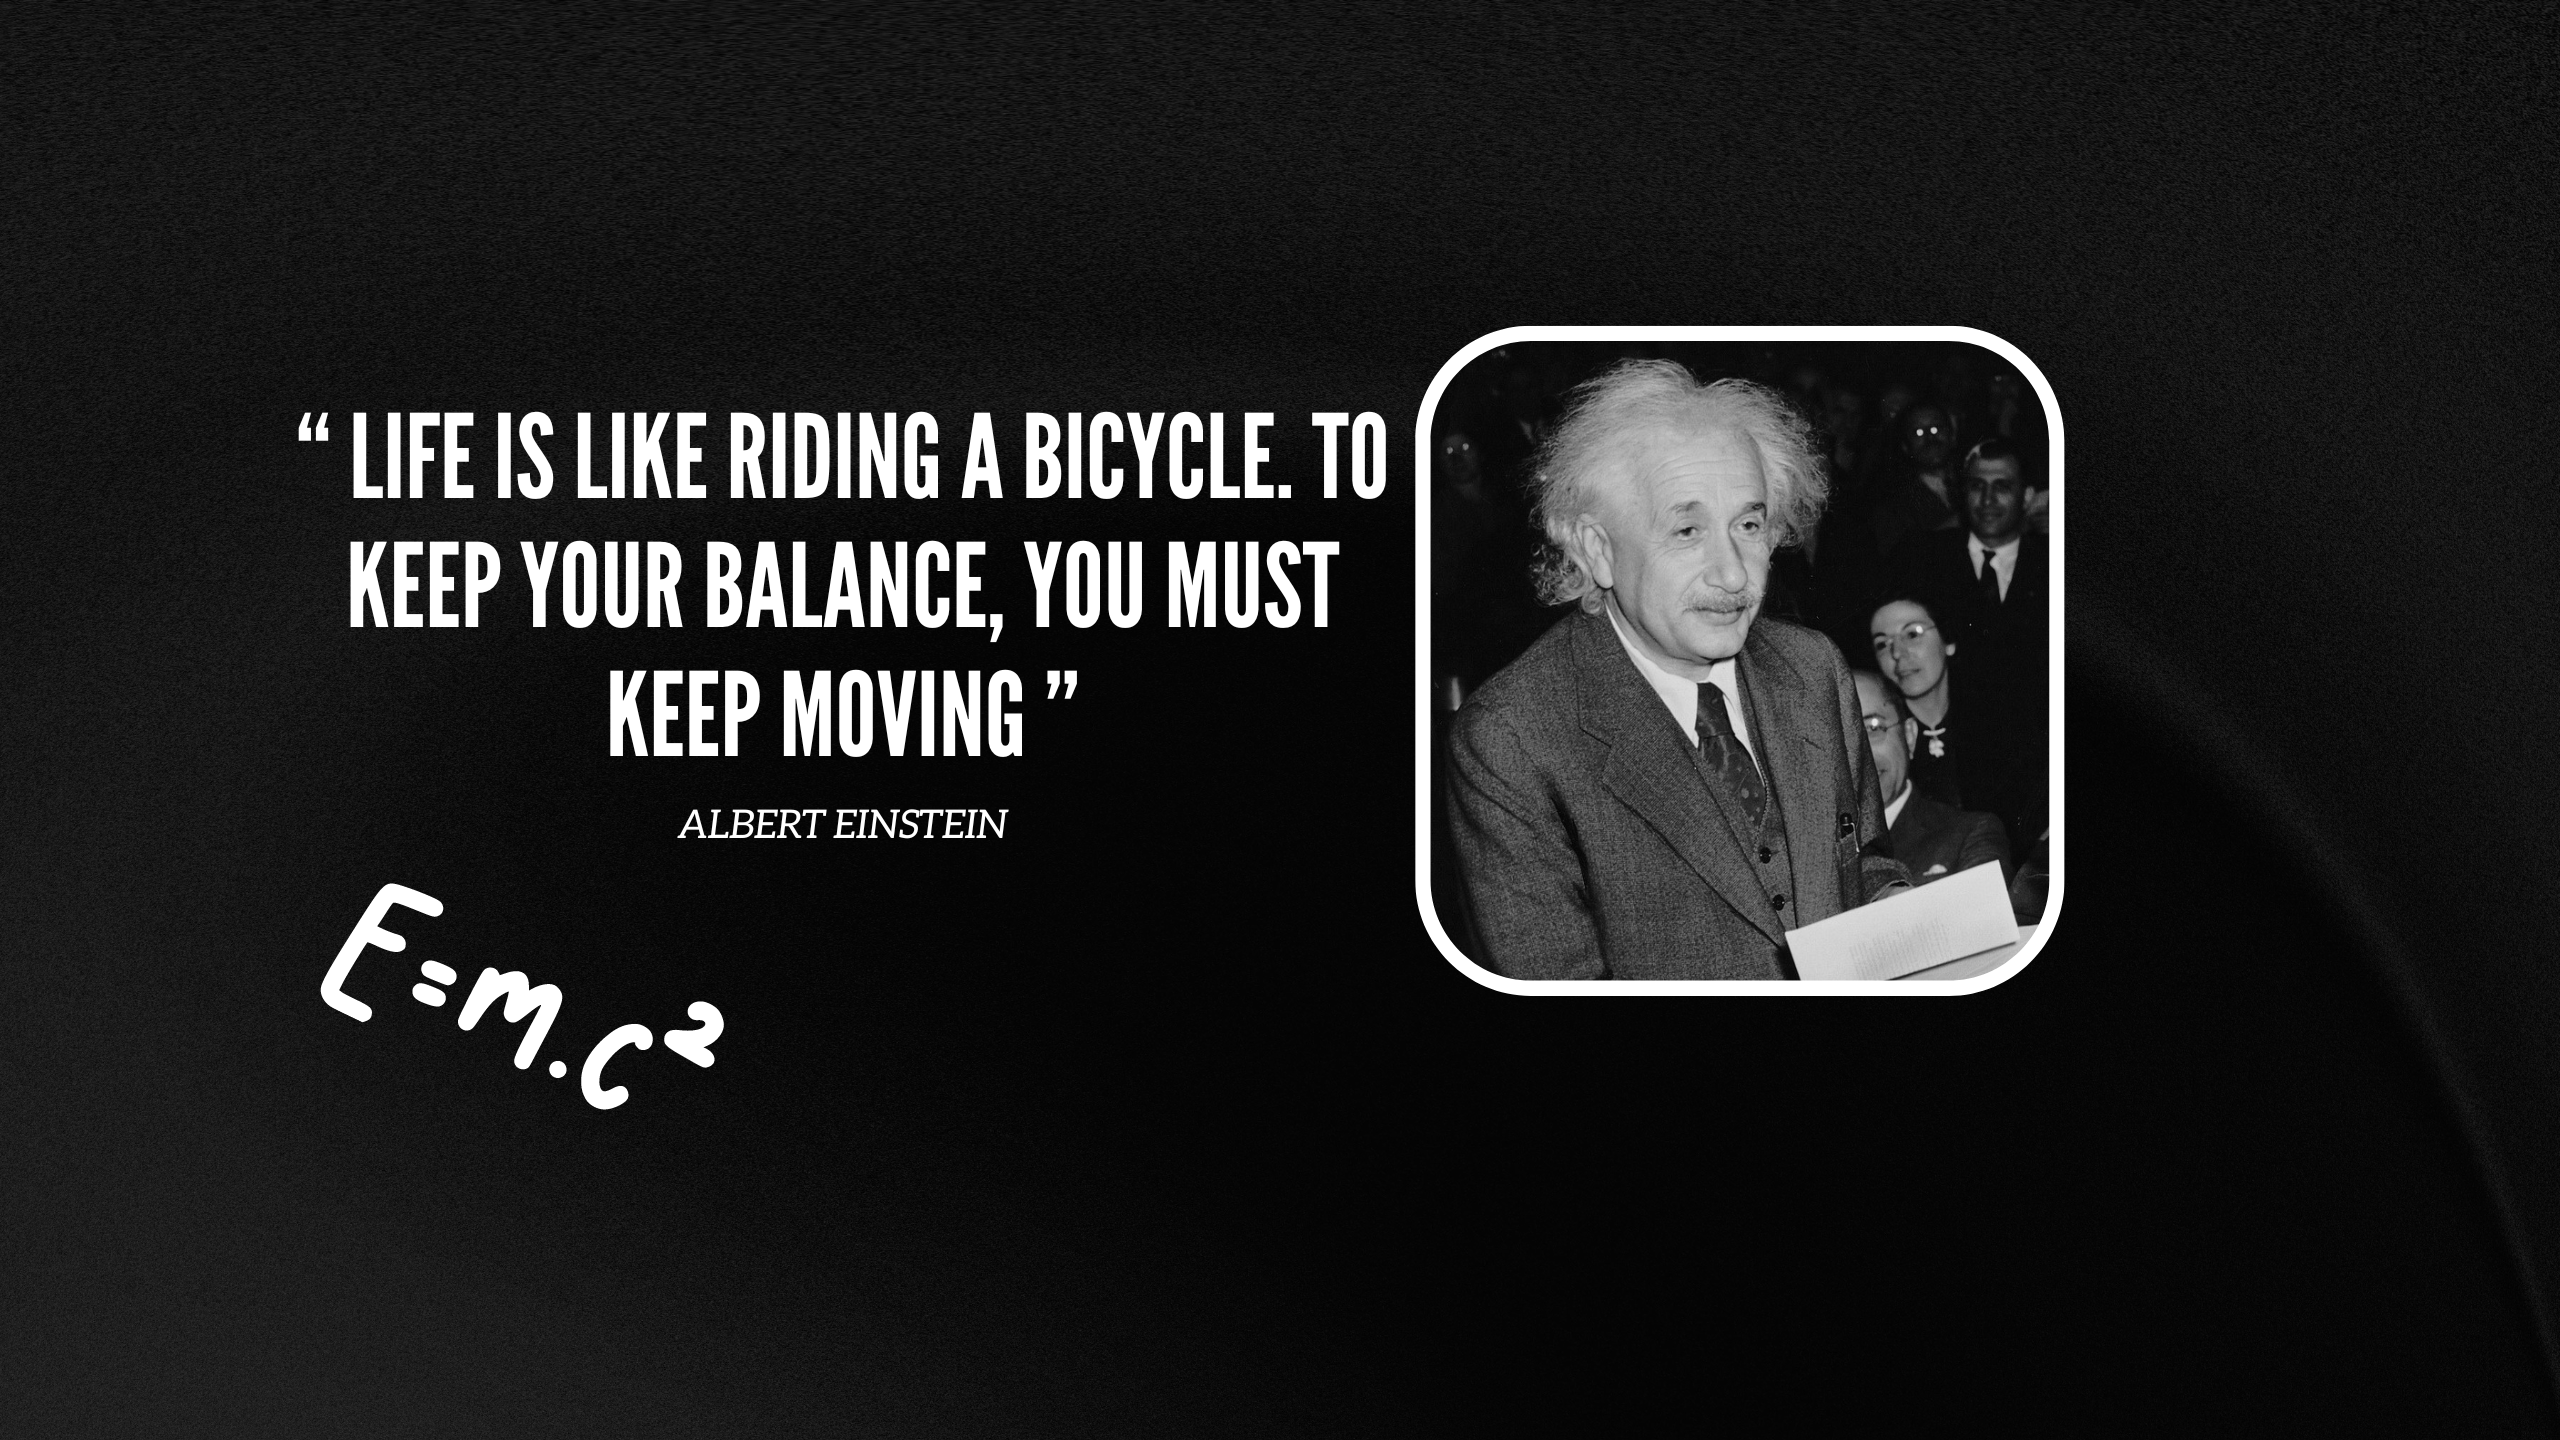 “ LIFE IS LIKE RIDING A BICYCLE. TO
KEEP YOUR BALANCE, YOU MUST
KEEP MOVING ”
ALBERT EINSTEIN
E=m.c²